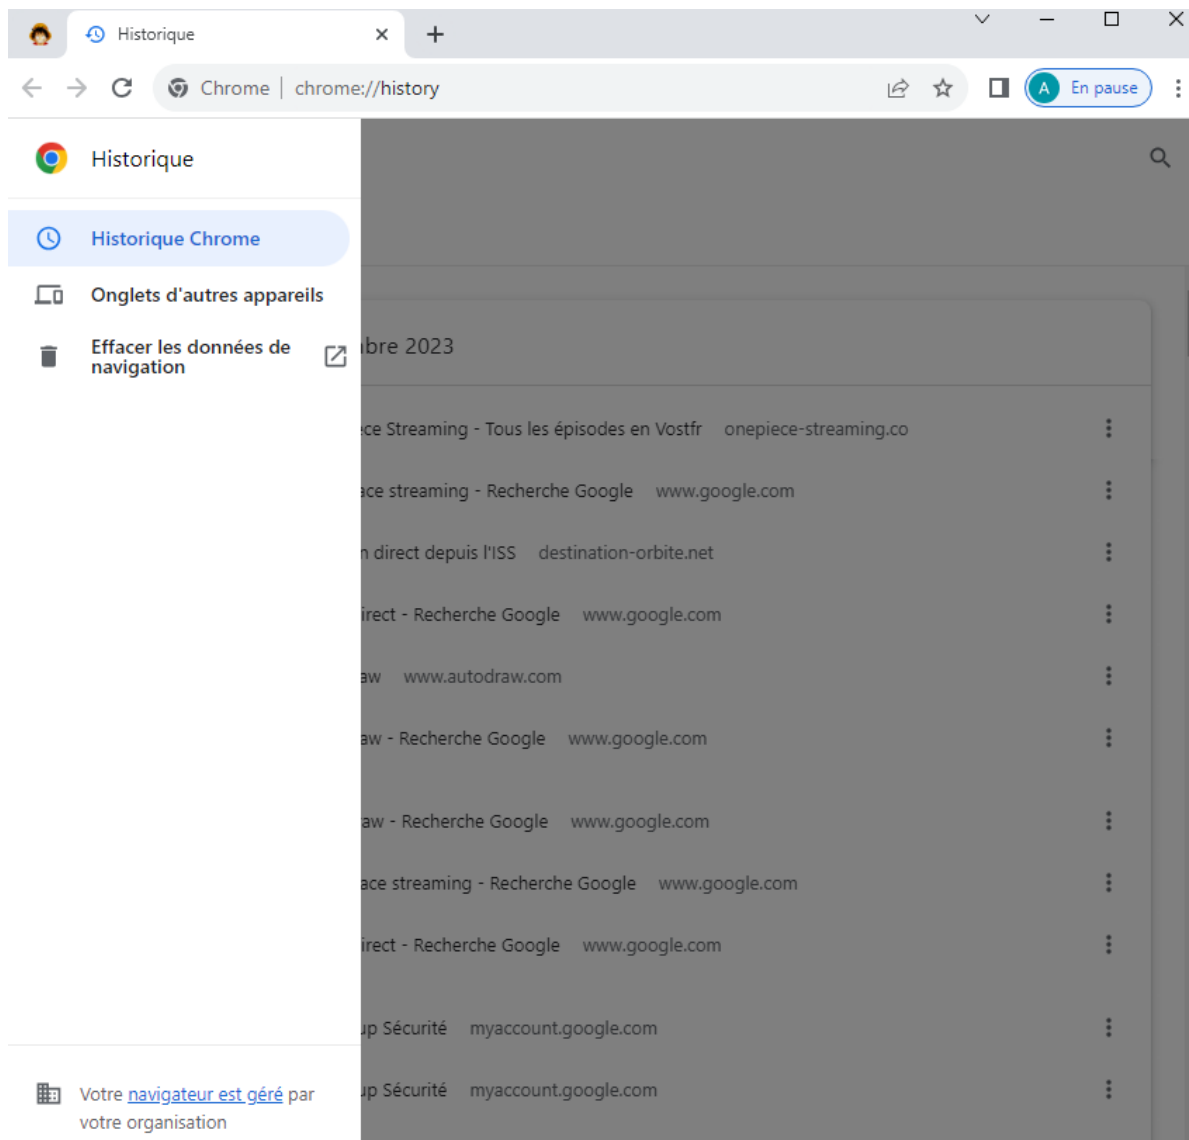 Historique
Chrome chrome://history
A En pause
Historique
Historique Chrome
Onglets d'autres appareils
Effacer les données de
navigation
bre 2023
ce Streaming - Tous les épisodes en Vostfr onepiece-streaming.co
ace streaming - Recherche Google www.google.com
n direct depuis l'ISS destination-orbite.net
irect - Recherche Google www.google.com
aw www.autodraw.com
aw - Recherche Google www.google.com
aw - Recherche Google www.google.com
ace streaming - Recherche Google www.google.com
irect - Recherche Google www.google.com
up Sécurité myaccount.google.com
up Sécurité myaccount.google.com
Votre navigateur est géré par
votre organisation